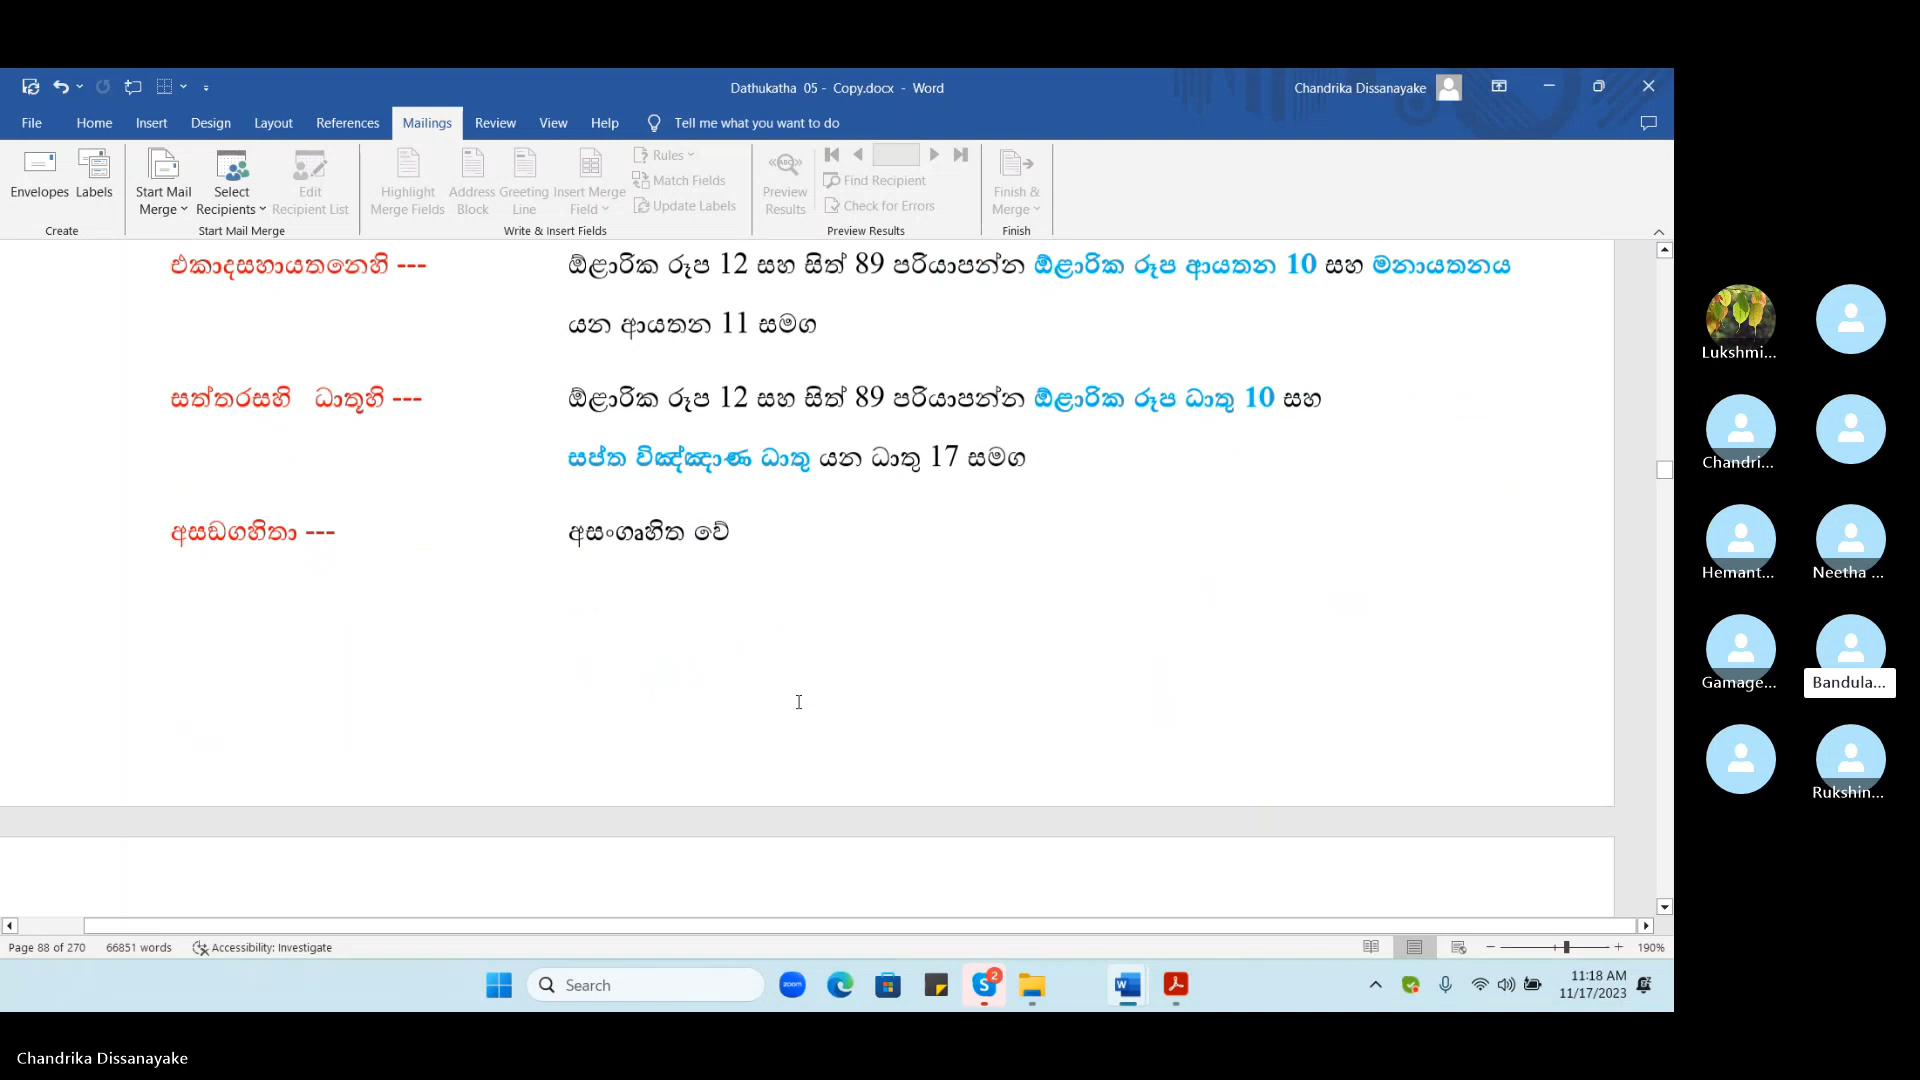 Dathukatha 05 - Copy.docx - Word
Chandrika Dissanayake
File Home Insert Design Layout References Mailings Review View Help Tell me what you want to do
Envelopes Labels
Create
Start Mail Merge
Select Recipients
Edit Recipient List
Start Mail Merge
Highlight Merge Fields
Address Block
Greeting Line
Insert Merge Field
Rules
Match Fields
Update Labels
Write & Insert Fields
ABC
Preview Results
Find Recipient
Check for Errors
Preview Results
Finish & Merge
Finish
එකාදසහායතනෙහි --- ඕළාරික රූප 12 සහ සිත් 89 පරියාපන්න ඕළාරික රූප ආයතන 10 සහ මනායතනය
යන ආයතන 11 සමග
සත්තරසහි ධාතූහි --- ඕළාරික රූප 12 සහ සිත් 89 පරියාපන්න ඕළාරික රූප ධාතු 10 සහ
සප්ත විඤ්ඤාණ ධාතු යන ධාතු 17 සමග
අසඞගහිතා --- අසංගෘහිත වේ
Page 88 of 270 66851 words Accessibility: Investigate
190%
Search
zoom
S 2
W
11:18 AM
11/17/2023
Lukshmi...
Chandri...
Hemant... Neetha ...
Gamage... Bandula...
Rukshin...
Chandrika Dissanayake